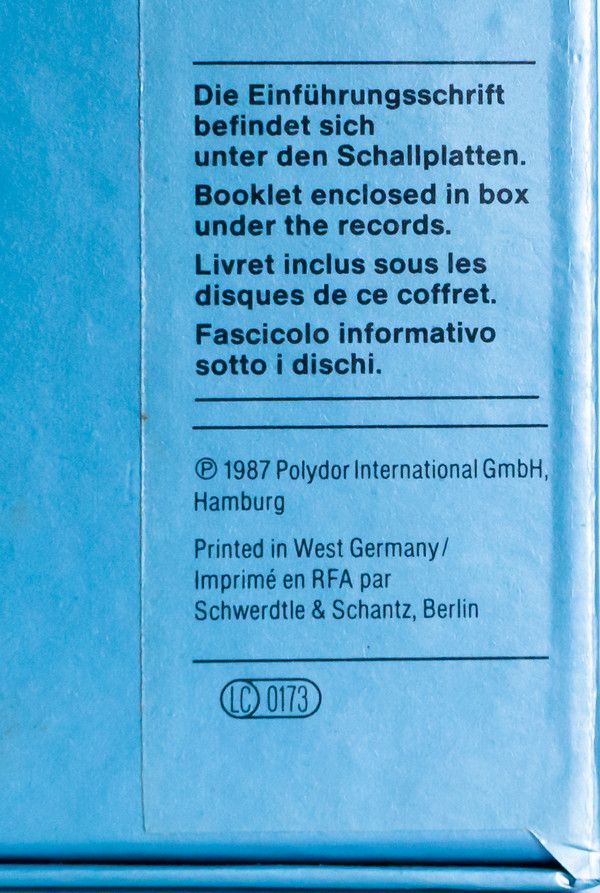 Die Einführungsschrift
befindet sich
unter den Schallplatten.
Booklet enclosed in box
under the records.
Livret inclus sous les
disques de ce coffret.
Fascicolo informativo
sotto i dischi.
℗ 1987 Polydor International GmbH,
Hamburg
Printed in West Germany/
Imprimé en RFA par
Schwerdtle & Schantz, Berlin
LC 0173